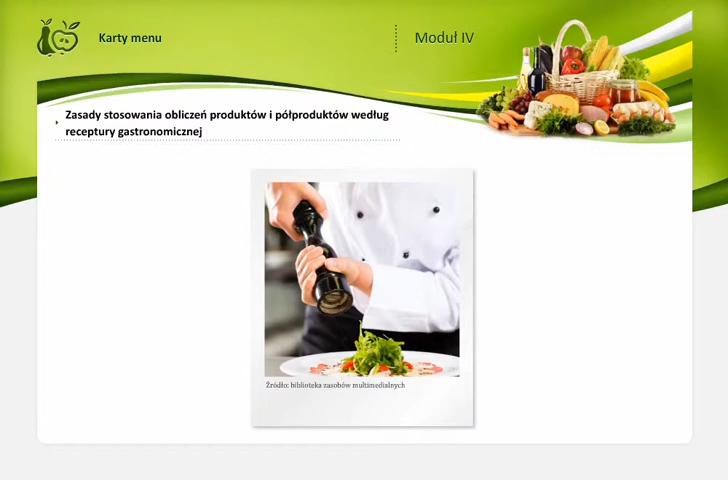 Karty menu
Moduł IV
Zasady stosowania obliczeń produktów i półproduktów według
receptury gastronomicznej
Źródło: biblioteka zasobów multimedialnych